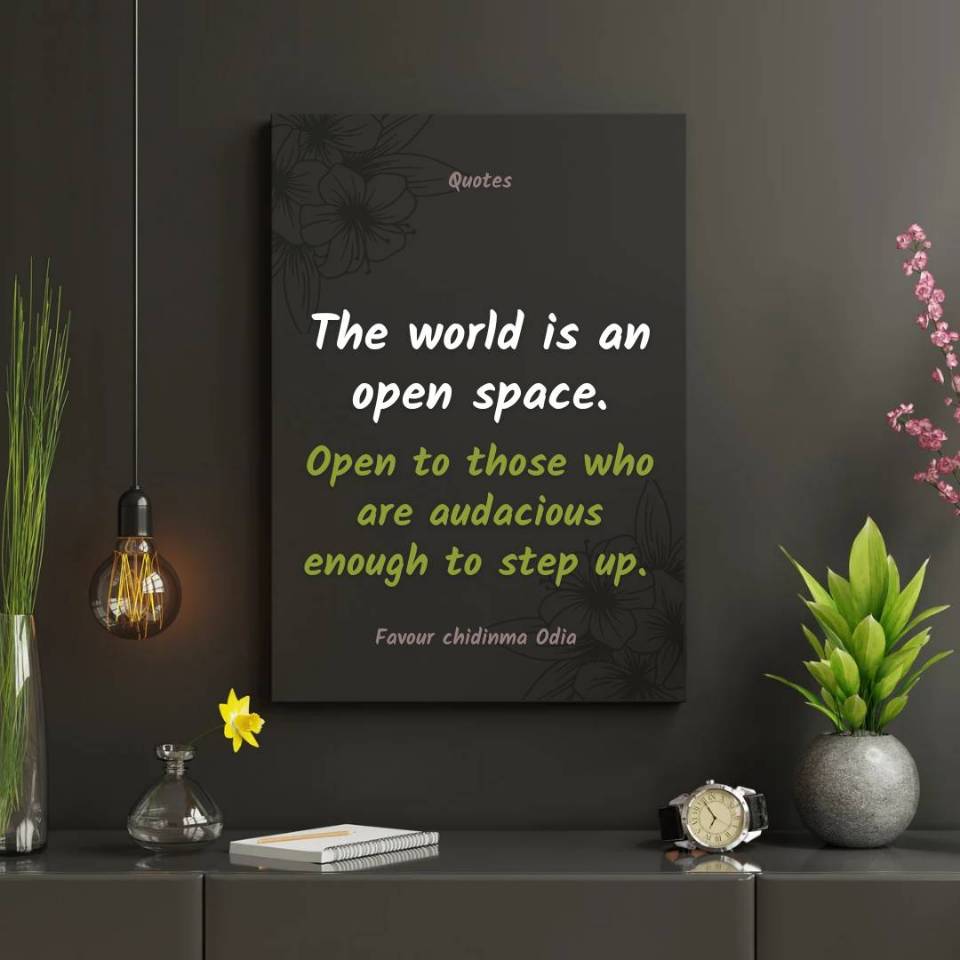 Quotes
The world is an
open space.
Open to those who
are audacious
enough to step up.
Favour chidinma Odia